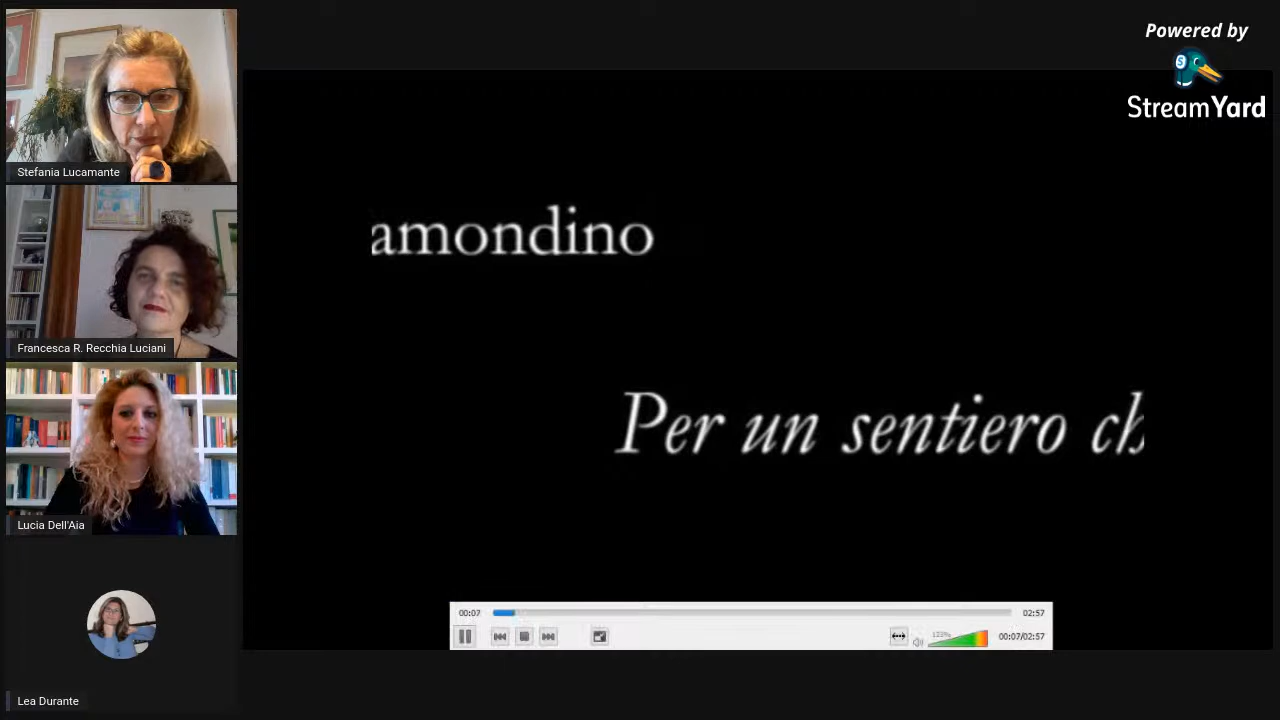 Powered by
StreamYard
Stefania Lucamante
Francesca R. Recchia Luciani
Lucia Dell'Aia
Lea Durante
amondino
Per un sentiero ch
00:07
02:57
123%
00:07/02:57